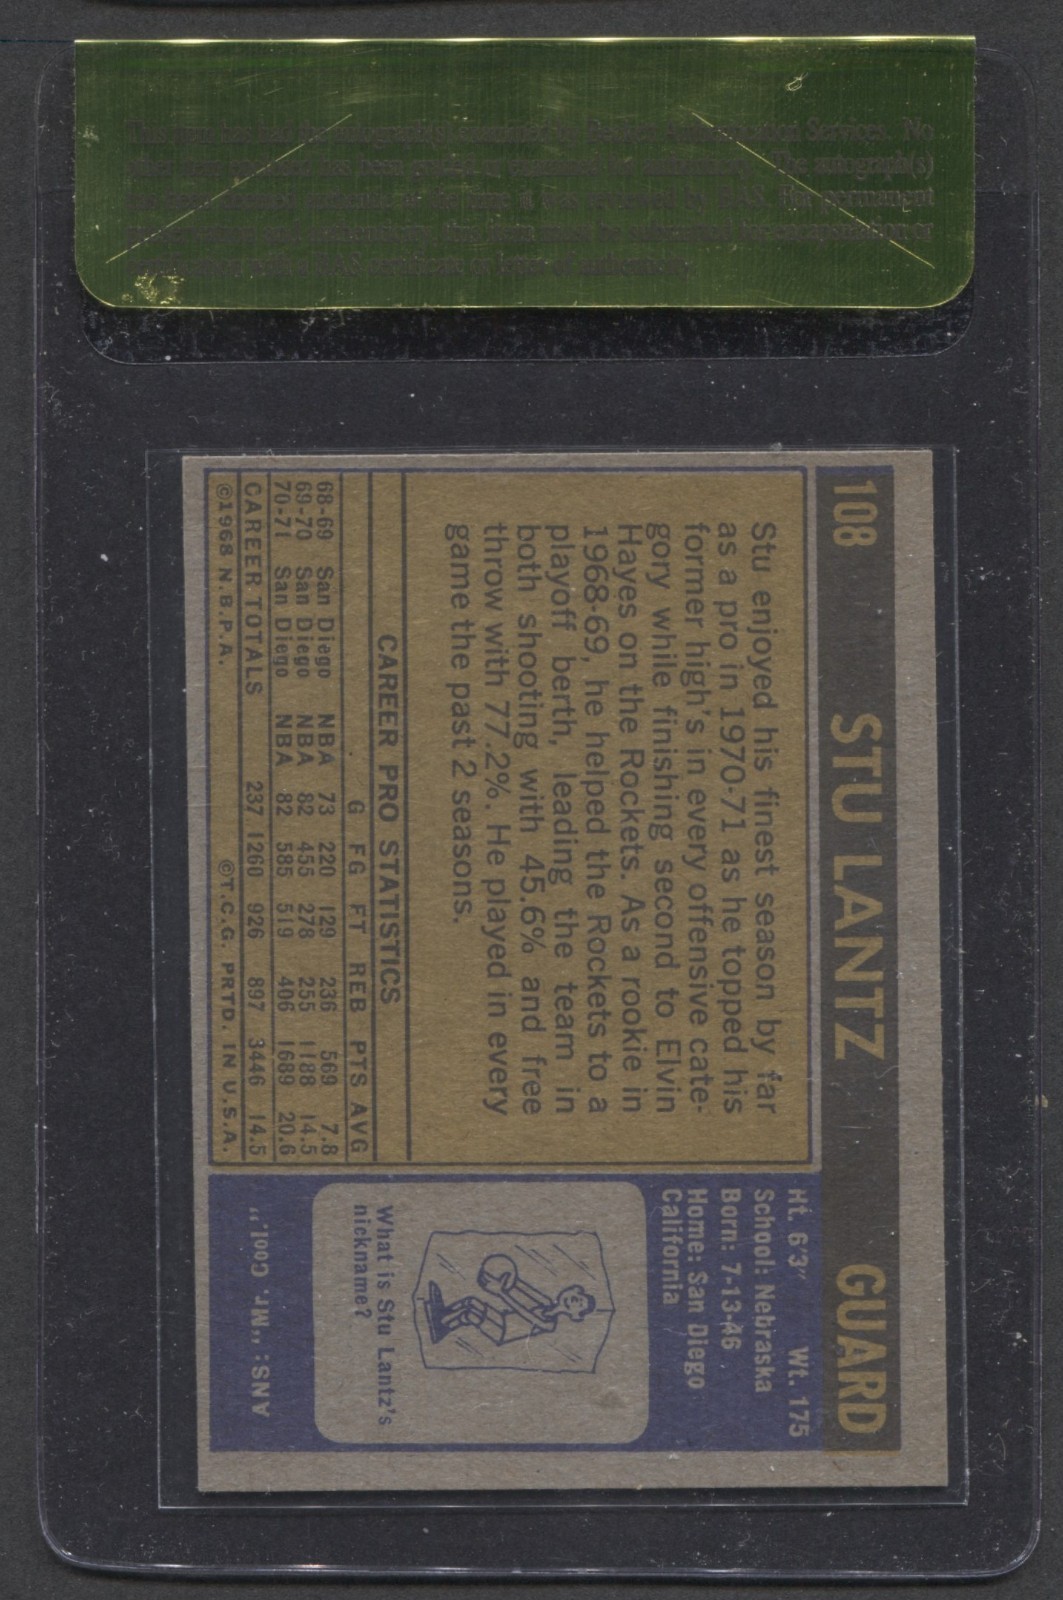 Services. No
The autograph(s)
108 STU LANTZ GUARD
Stu enjoyed his finest season by far
as a pro in 1970-71 as he topped his
former high's in every offensive cate-
gory while finishing second to Elvin
Hayes on the Rockets. As a rookie in
1968-69, he helped the Rockets to a
playoff berth, leading the team in
both shooting with 45.6% and free
throw with 77.2%. He played in every
game the past 2 seasons.
CAREER PRO STATISTICS
G FG FT REB PTS AVG
68-69 San Diego NBA 73 220 129 236 569 7.8
69-70 San Diego NBA 82 455 278 255 1188 14.5
70-71 San Diego NBA 82 585 519 406 1689 20.6
CAREER TOTALS 237 1260 926 897 3446 14.5
©1968 N.B.P.A. ©T.C.G. PRTD. IN U.S.A.
Ht. 6'3" Wt. 175
School: Nebraska
Born: 7-13-46
Home: San Diego
California
What is Stu Lantz's
nickname?
ANS: "Mr. Cool."